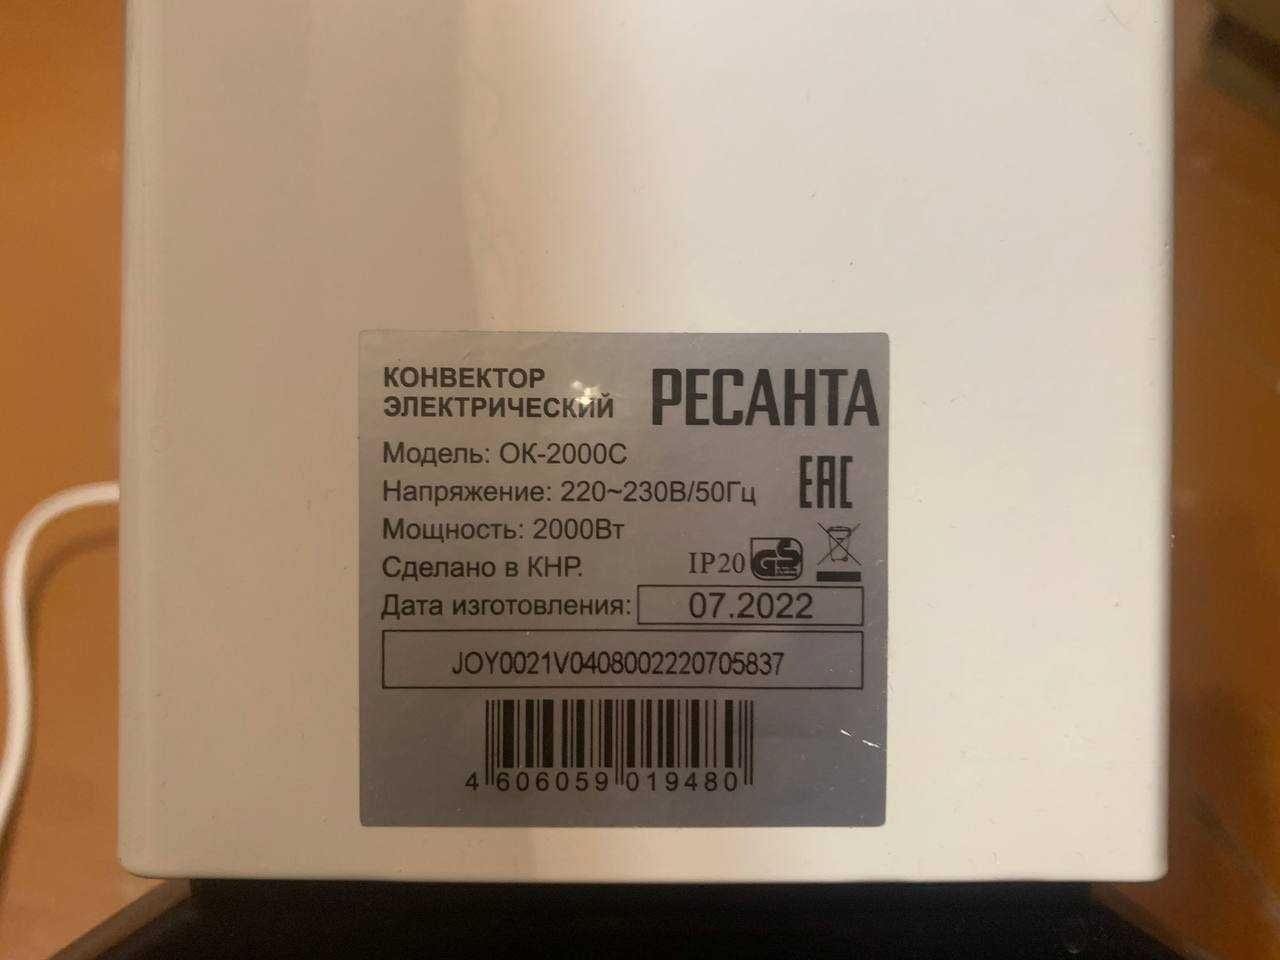 КОНВЕКТОР
ЭЛЕКТРИЧЕСКИЙ
РЕСАНТА
Модель: ОК-2000С
EAC
Напряжение: 220~230В/50Гц
Мощность: 2000Вт
Сделано в КНР.
IP20
GS
Дата изготовления: 07.2022
JOY0021V0408002220705837
4 606059 019480